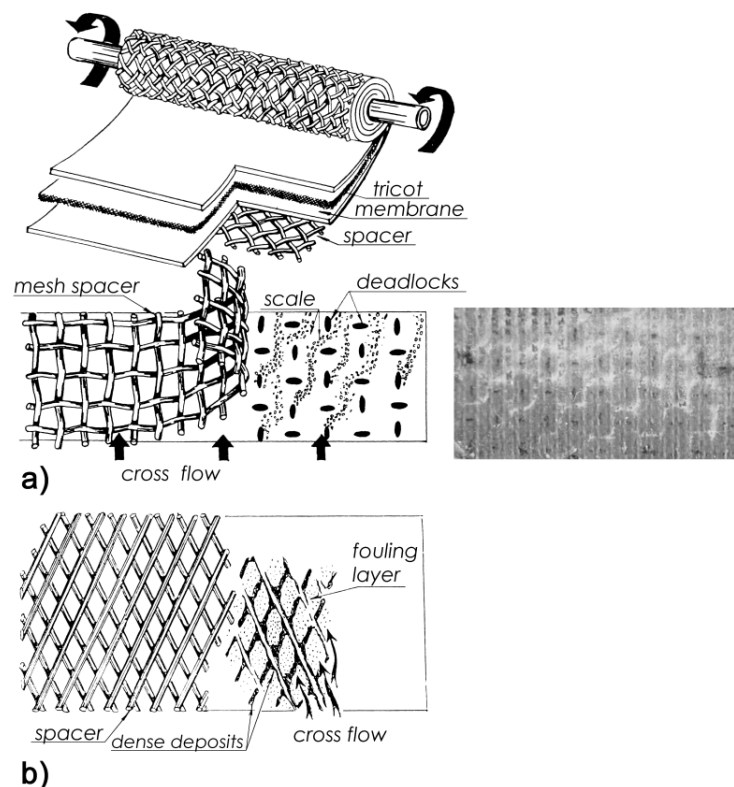 tricot
membrane
spacer
mesh spacer
scale
deadlocks
cross flow
a)
fouling
layer
spacer
dense deposits
cross flow
b)